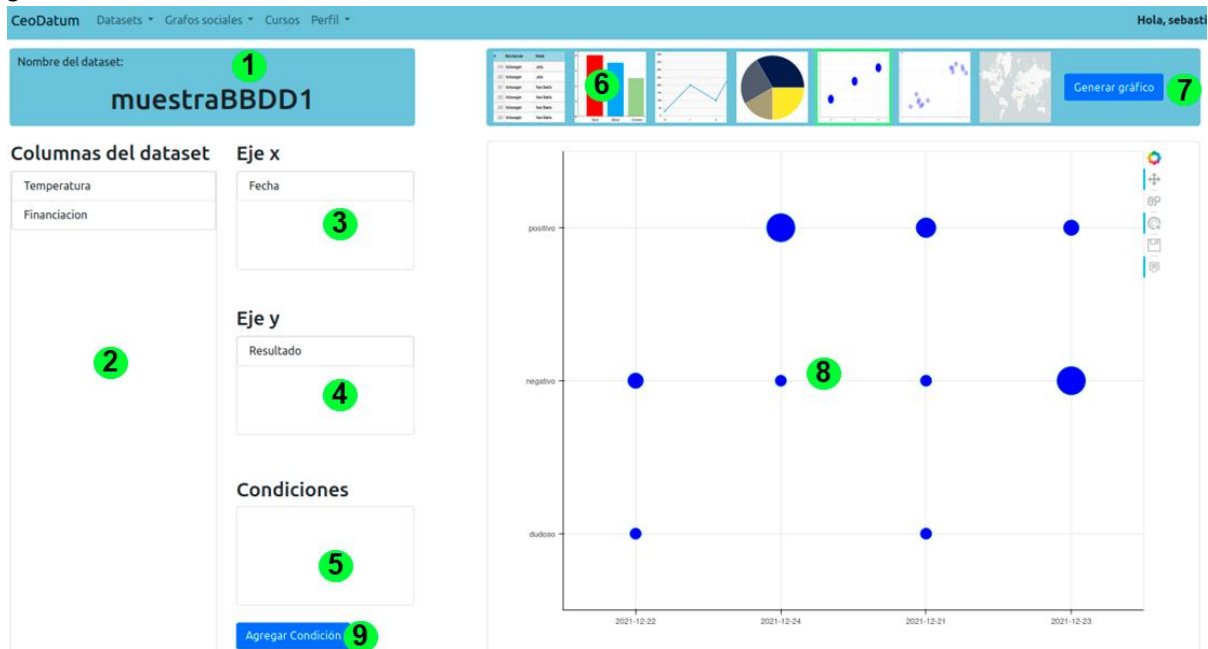 CeoDatum Datasets Grafos sociales Cursos Perfil Hola, sebasti
Nombre del dataset:
1
muestraBBDD1
6
Generar gráfico
7
Columnas del dataset
Temperatura
Financiacion
2
Eje x
Fecha
3
Eje y
Resultado
4
Condiciones
5
Agregar Condición
9
positivo
negativo
8
dudoso
2021-12-22 2021-12-24 2021-12-21 2021-12-23